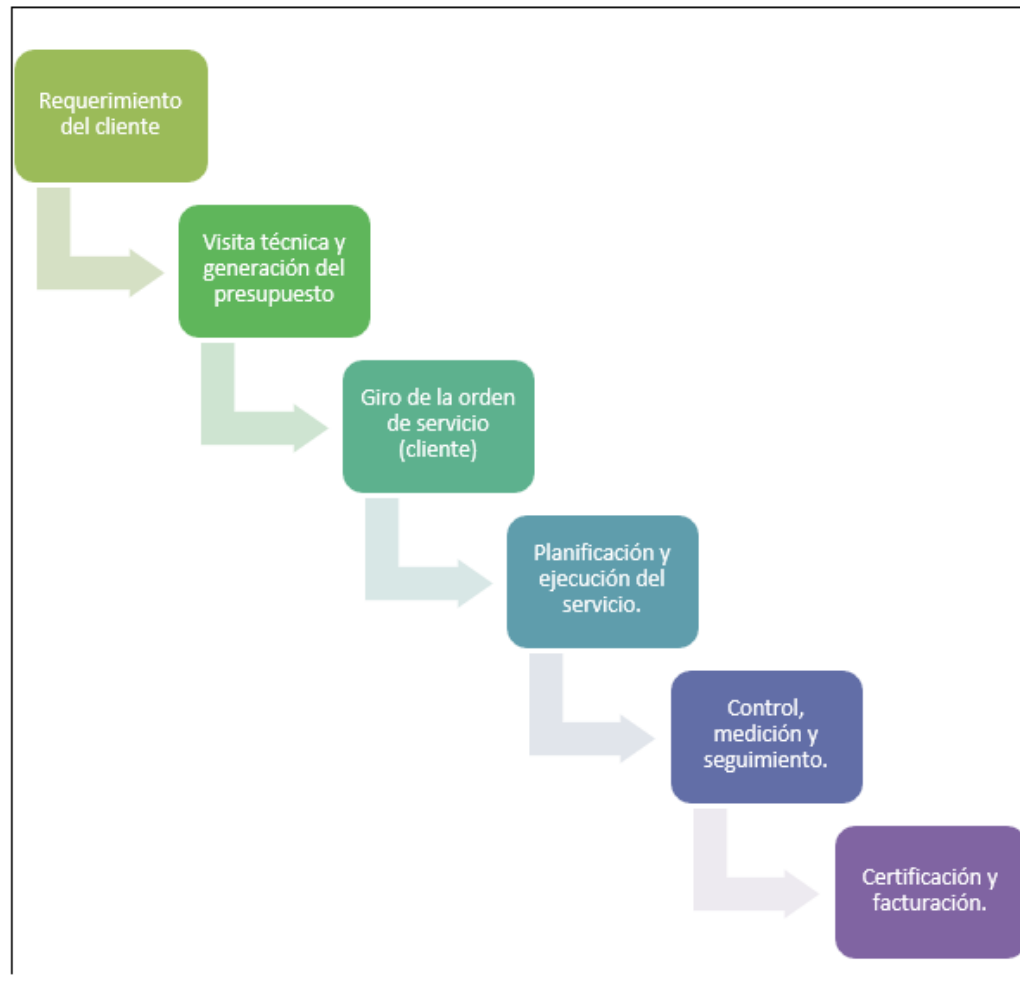 Requerimiento
del cliente
Visita técnica y
generación del
presupuesto
Giro de la orden
de servicio
(cliente)
Planificación y
ejecución del
servicio.
Control,
medición y
seguimiento.
Certificación y
facturación.